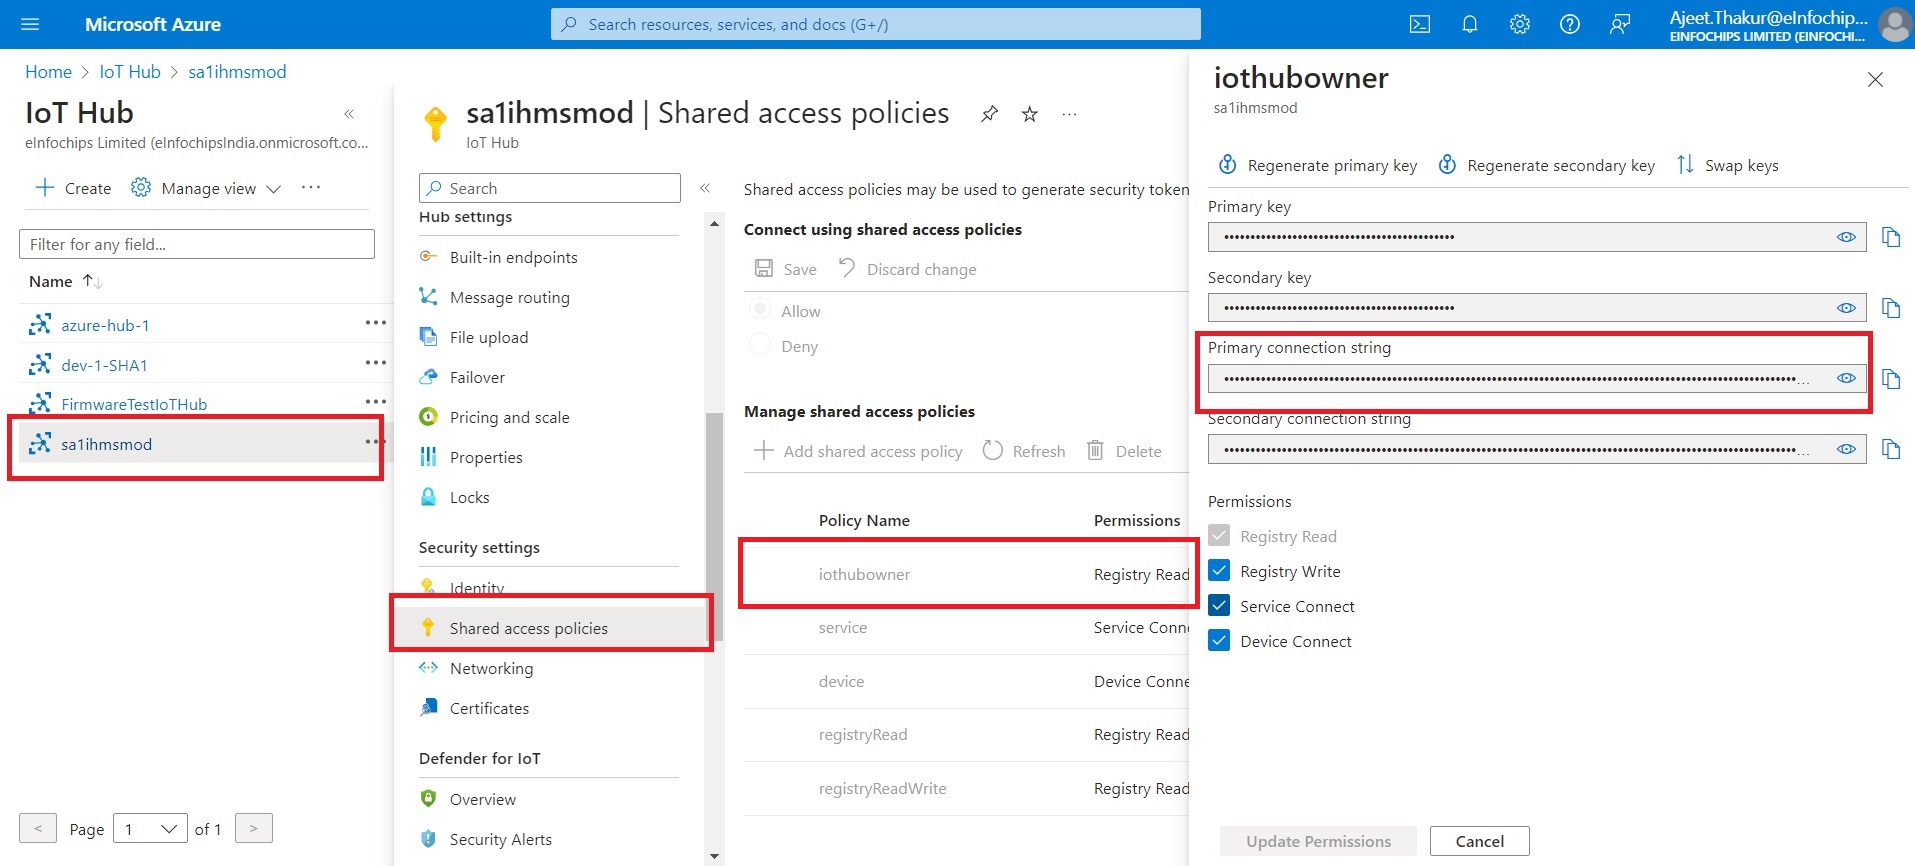 Microsoft Azure
Search resources, services, and docs (G+/)
Ajeet.Thakur@eInfochip...
EINFOCHIPS LIMITED (EINFOCHI...
Home > IoT Hub > sa1ihmsmod
IoT Hub
«
eInfochips Limited (eInfochipsIndia.onmicrosoft.co...
+ Create
Manage view
...
Filter for any field...
Name ↑↓
azure-hub-1
dev-1-SHA1
FirmwareTestIoTHub
sa1ihmsmod
< Page 1 of 1 >
sa1ihmsmod | Shared access policies
...
IoT Hub
Search
«
Hub settings
Built-in endpoints
Message routing
File upload
Failover
Pricing and scale
Properties
Locks
Security settings
Identity
Shared access policies
Networking
Certificates
Defender for IoT
Overview
Security Alerts
Shared access policies may be used to generate security token
Connect using shared access policies
Save
Discard change
Allow
Deny
Manage shared access policies
+ Add shared access policy
Refresh
Delete
Policy Name Permissions
iothubowner Registry Read
service Service Conn
device Device Conne
registryRead Registry Read
registryReadWrite Registry Read
iothubowner
sa1ihmsmod
Regenerate primary key
Regenerate secondary key
Swap keys
Primary key
Secondary key
Primary connection string
Secondary connection string
Permissions
Registry Read
Registry Write
Service Connect
Device Connect
Update Permissions
Cancel